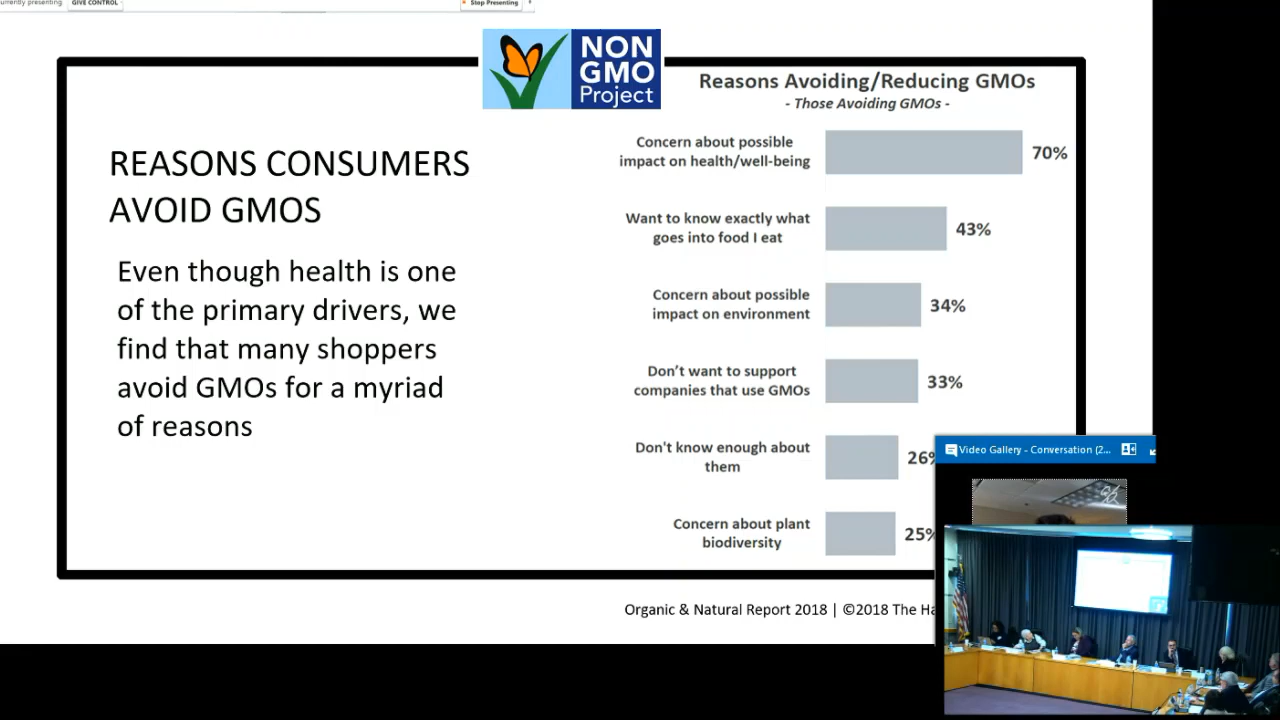 urrently presenting
GIVE CONTROL
Stop Presenting
NON
GMO
Project
Reasons Avoiding/Reducing GMOs
- Those Avoiding GMOs -
REASONS CONSUMERS
AVOID GMOS
Even though health is one
of the primary drivers, we
find that many shoppers
avoid GMOs for a myriad
of reasons
Concern about possible
impact on health/well-being
70%
Want to know exactly what
goes into food I eat
43%
Concern about possible
impact on environment
34%
Don't want to support
companies that use GMOs
33%
Don't know enough about
them
26%
Concern about plant
biodiversity
25%
Video Gallery - Conversation (2...
Organic & Natural Report 2018 | ©2018 The Ha